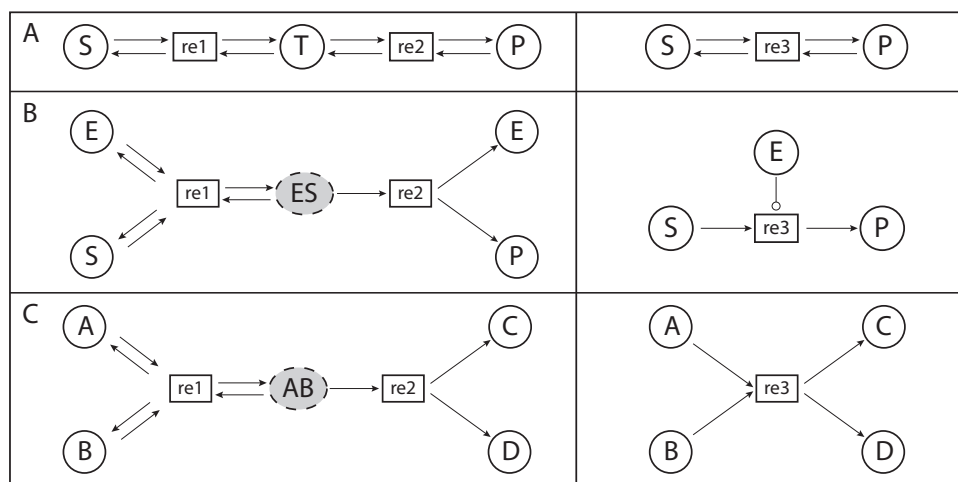 A
S re1 T re2 P
S re3 P
B
E E
re1 ES re2
S P
E
S re3 P
C
A C
re1 AB re2
B D
A C
re3
B D